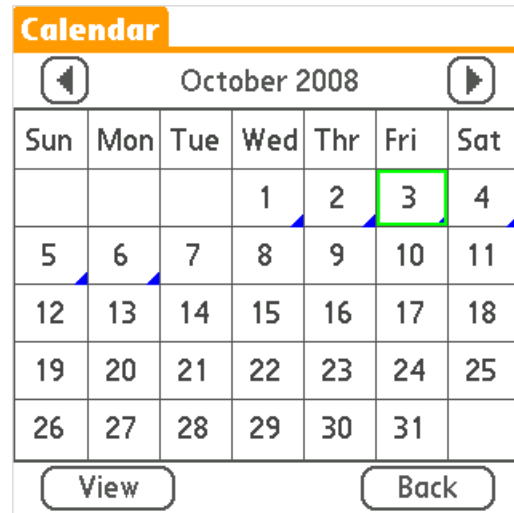 Calendar
October 2008
Sun Mon Tue Wed Thr Fri Sat
1 2 3 4
5 6 7 8 9 10 11
12 13 14 15 16 17 18
19 20 21 22 23 24 25
26 27 28 29 30 31
View Back